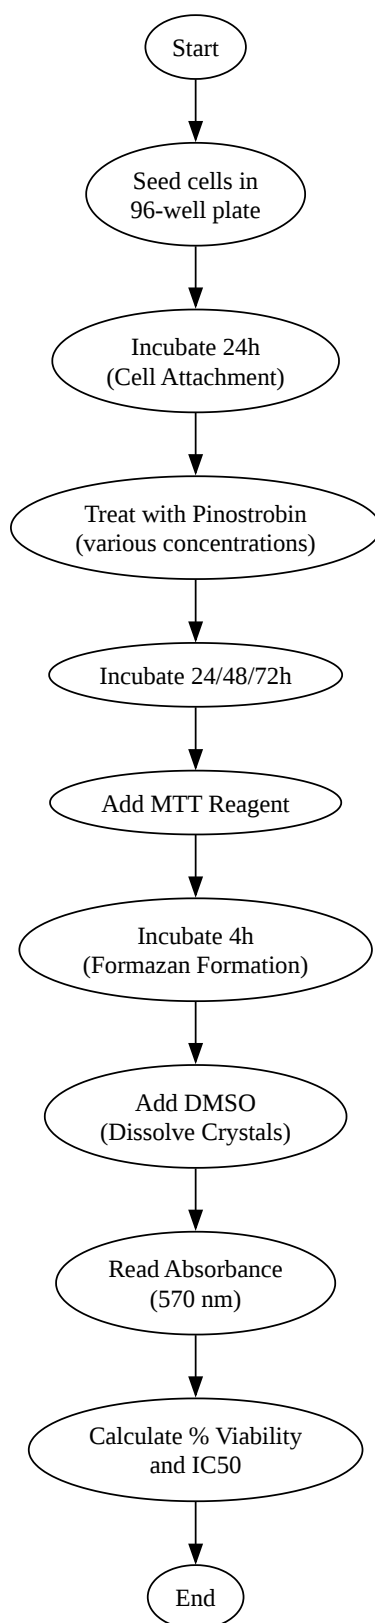 Start
Seed cells in
96-well plate
Incubate 24h
(Cell Attachment)
Treat with Pinostrobin
(various concentrations)
Incubate 24/48/72h
Add MTT Reagent
Incubate 4h
(Formazan Formation)
Add DMSO
(Dissolve Crystals)
Read Absorbance
(570 nm)
Calculate % Viability
and IC50
End